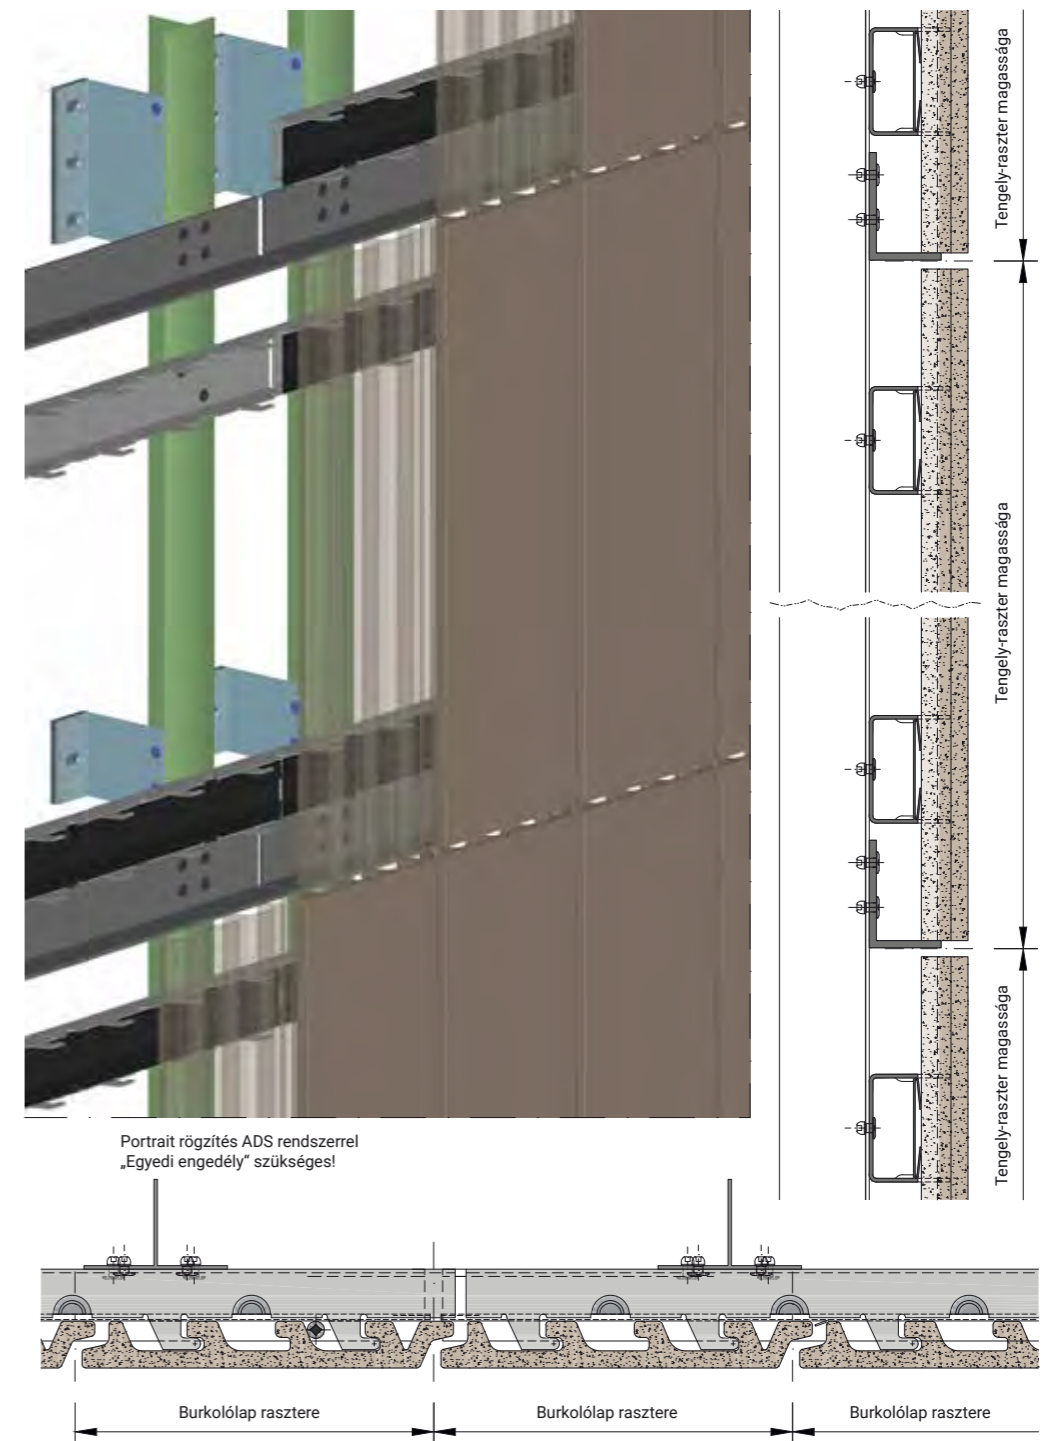 Tengely-raszter magassága
Tengely-raszter magassága
Tengely-raszter magassága
Portrait rögzítés ADS rendszerrel
„Egyedi engedély“ szükséges!
Burkolólap rasztere
Burkolólap rasztere
Burkolólap rasztere